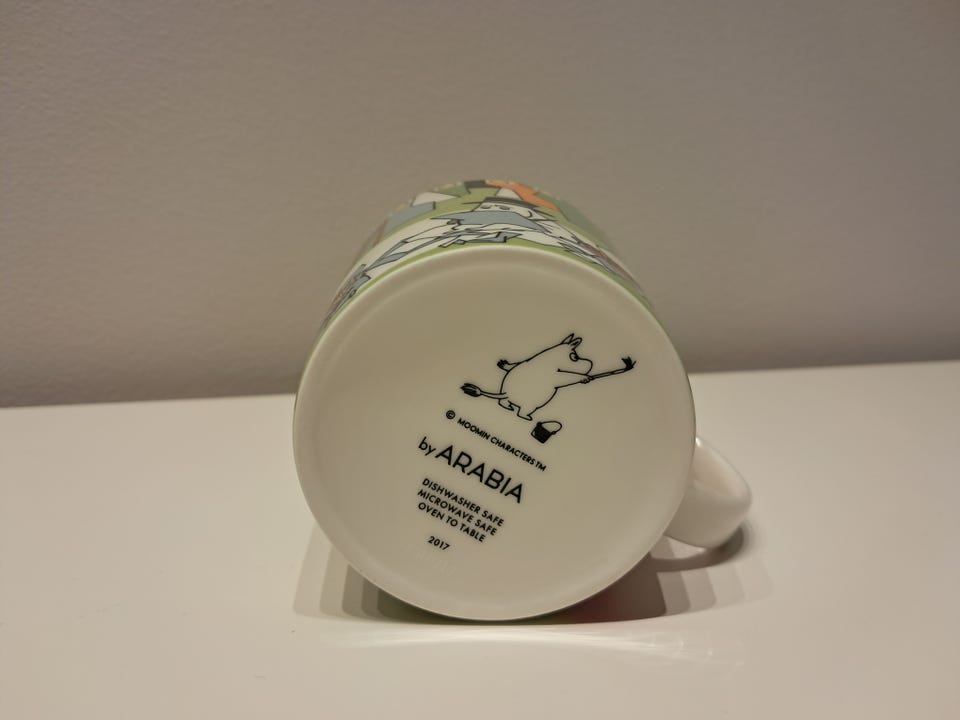 © MOOMIN CHARACTERS™
by ARABIA
DISHWASHER SAFE
MICROWAVE SAFE
OVEN TO TABLE
2017